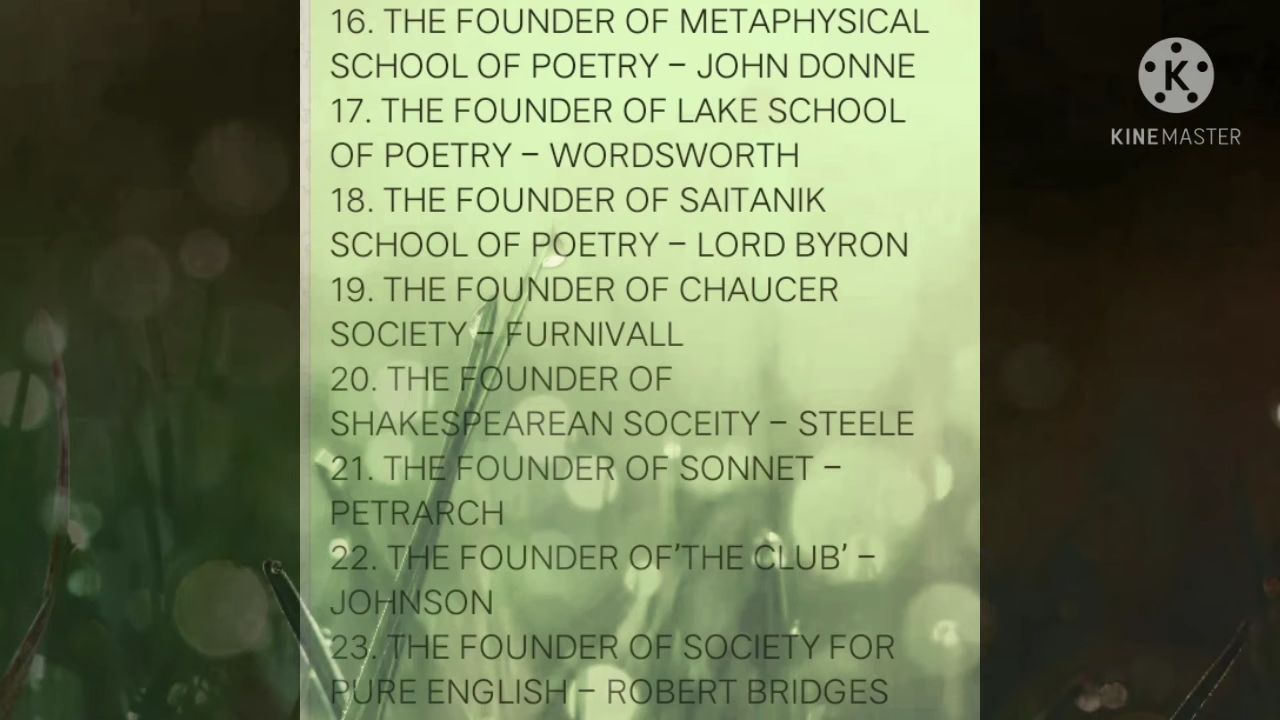 16. THE FOUNDER OF METAPHYSICAL
SCHOOL OF POETRY – JOHN DONNE
17. THE FOUNDER OF LAKE SCHOOL
OF POETRY – WORDSWORTH
18. THE FOUNDER OF SAITANIK
SCHOOL OF POETRY – LORD BYRON
19. THE FOUNDER OF CHAUCER
SOCIETY – FURNIVALL
20. THE FOUNDER OF
SHAKESPEAREAN SOCEITY – STEELE
21. THE FOUNDER OF SONNET –
PETRARCH
22. THE FOUNDER OF’THE CLUB’ –
JOHNSON
23. THE FOUNDER OF SOCIETY FOR
PURE ENGLISH – ROBERT BRIDGES
K
KINEMASTER